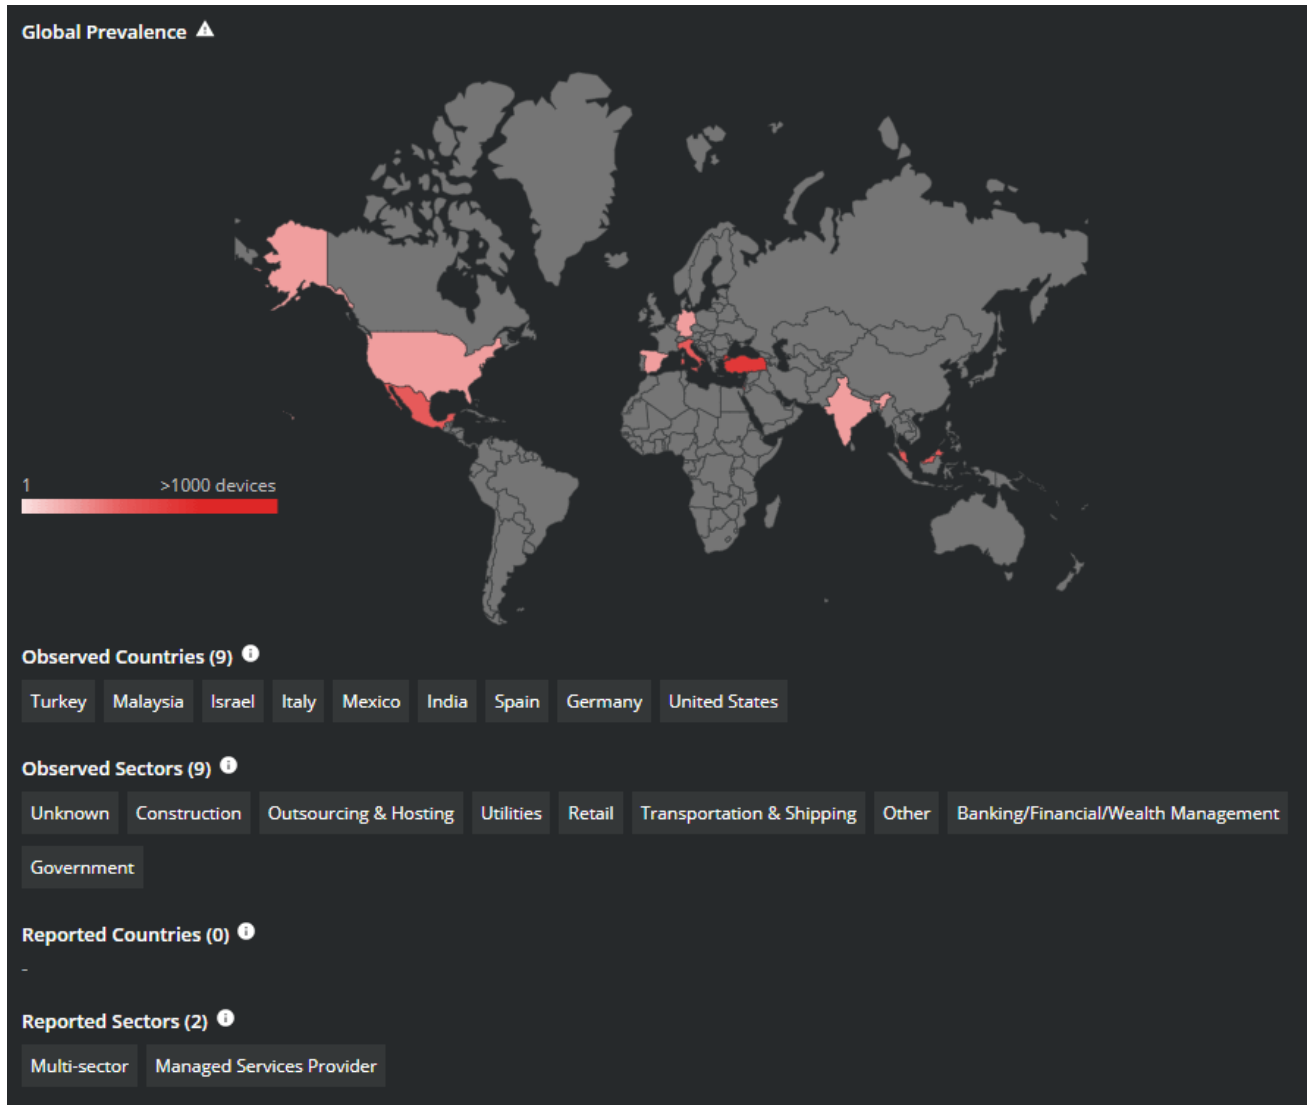 Global Prevalence
1 >1000 devices
Observed Countries (9)
Turkey Malaysia Israel Italy Mexico India Spain Germany United States
Observed Sectors (9)
Unknown Construction Outsourcing & Hosting Utilities Retail Transportation & Shipping Other Banking/Financial/Wealth Management
Government
Reported Countries (0)
-
Reported Sectors (2)
Multi-sector Managed Services Provider